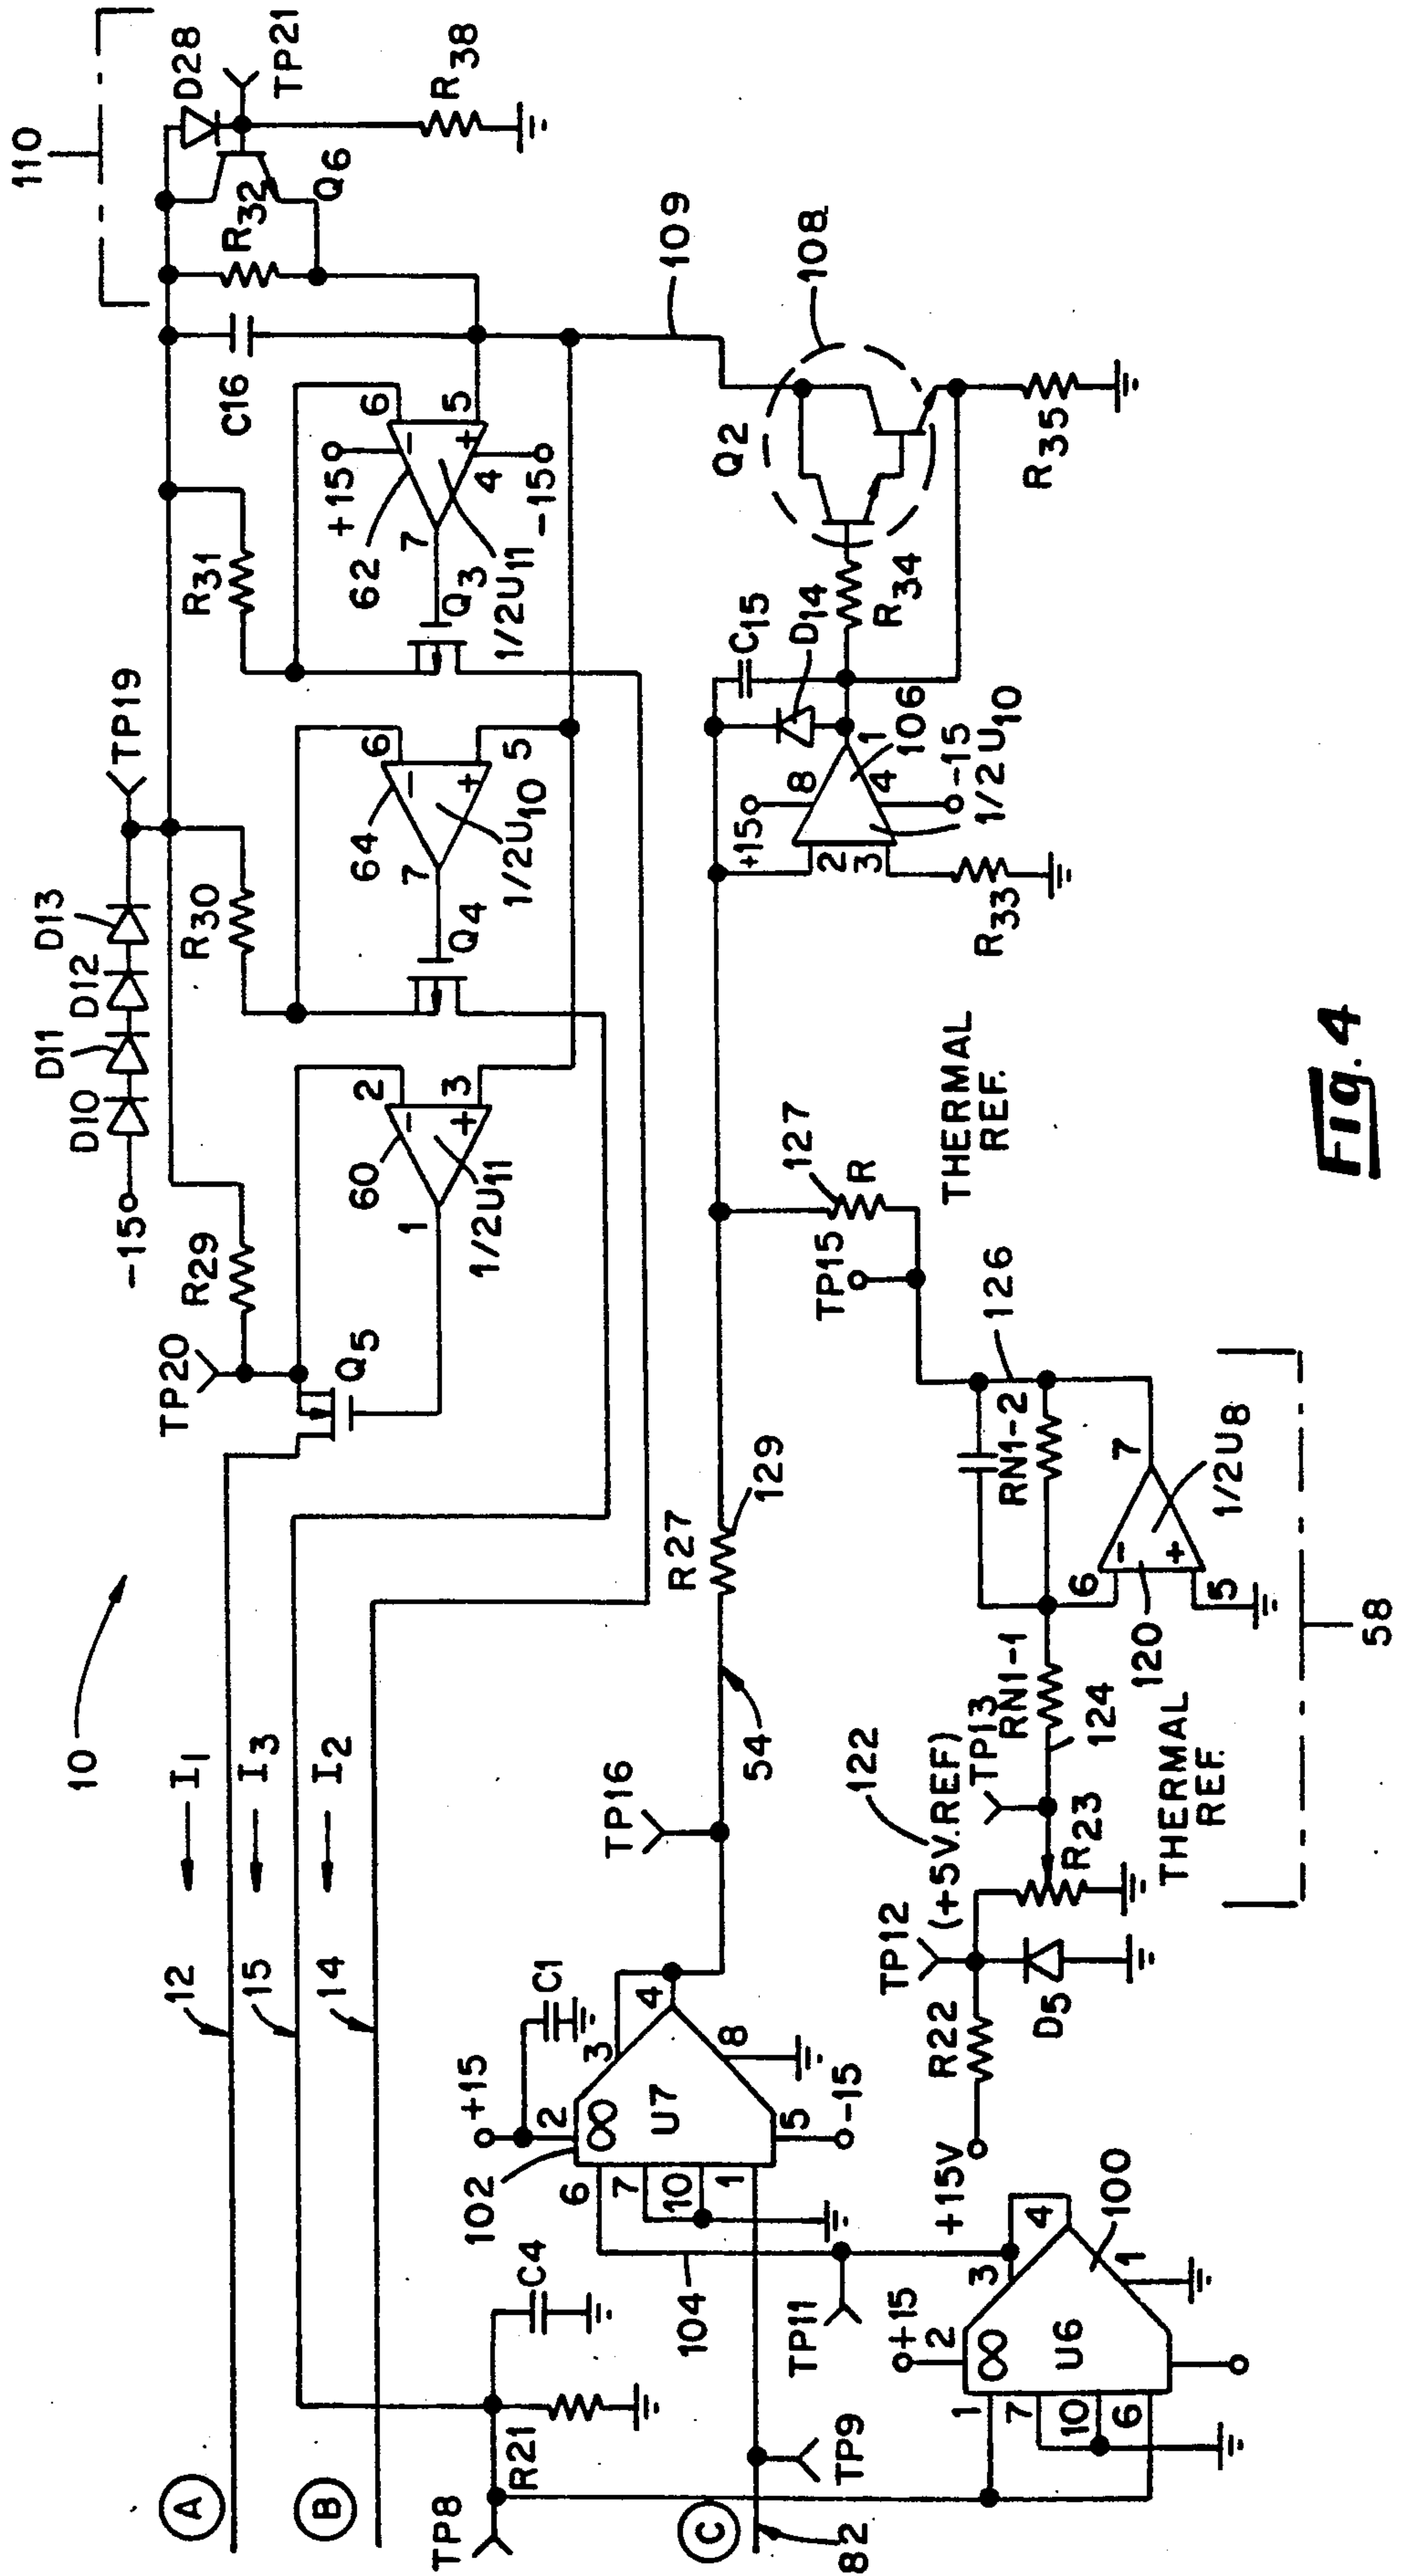 10
12
I1
15
I3
14
I2
A
B
C
TP20
R29
-15
D10
D11
D12
D13
TP19
R30
R31
110
D28
TP21
R38
Q6
R32
C16
Q5
60
2
3
1
1/2U11
64
6
5
7
Q4
1/2U10
62
+15
6
5
4
7
-15
Q3
1/2U11
109
108
Q2
R35
R34
C15
D14
106
+15
8
1
2
3
4
-15
1/2U10
R33
TP8
R21
C4
102
+15
C1
2
∞
U7
3
4
8
5
-15
6
7
10
1
104
TP11
TP9
82
TP16
54
R27
129
127
R
TP15
THERMAL
REF.
126
+15
2
∞
U6
3
4
1
100
1
7
10
6
+15V
R22
TP12
D5
122
(+5V.REF)
TP13
R23
RN1-1
124
THERMAL
REF.
RN1-2
120
6
5
7
1/2U8
58
Fig. 4